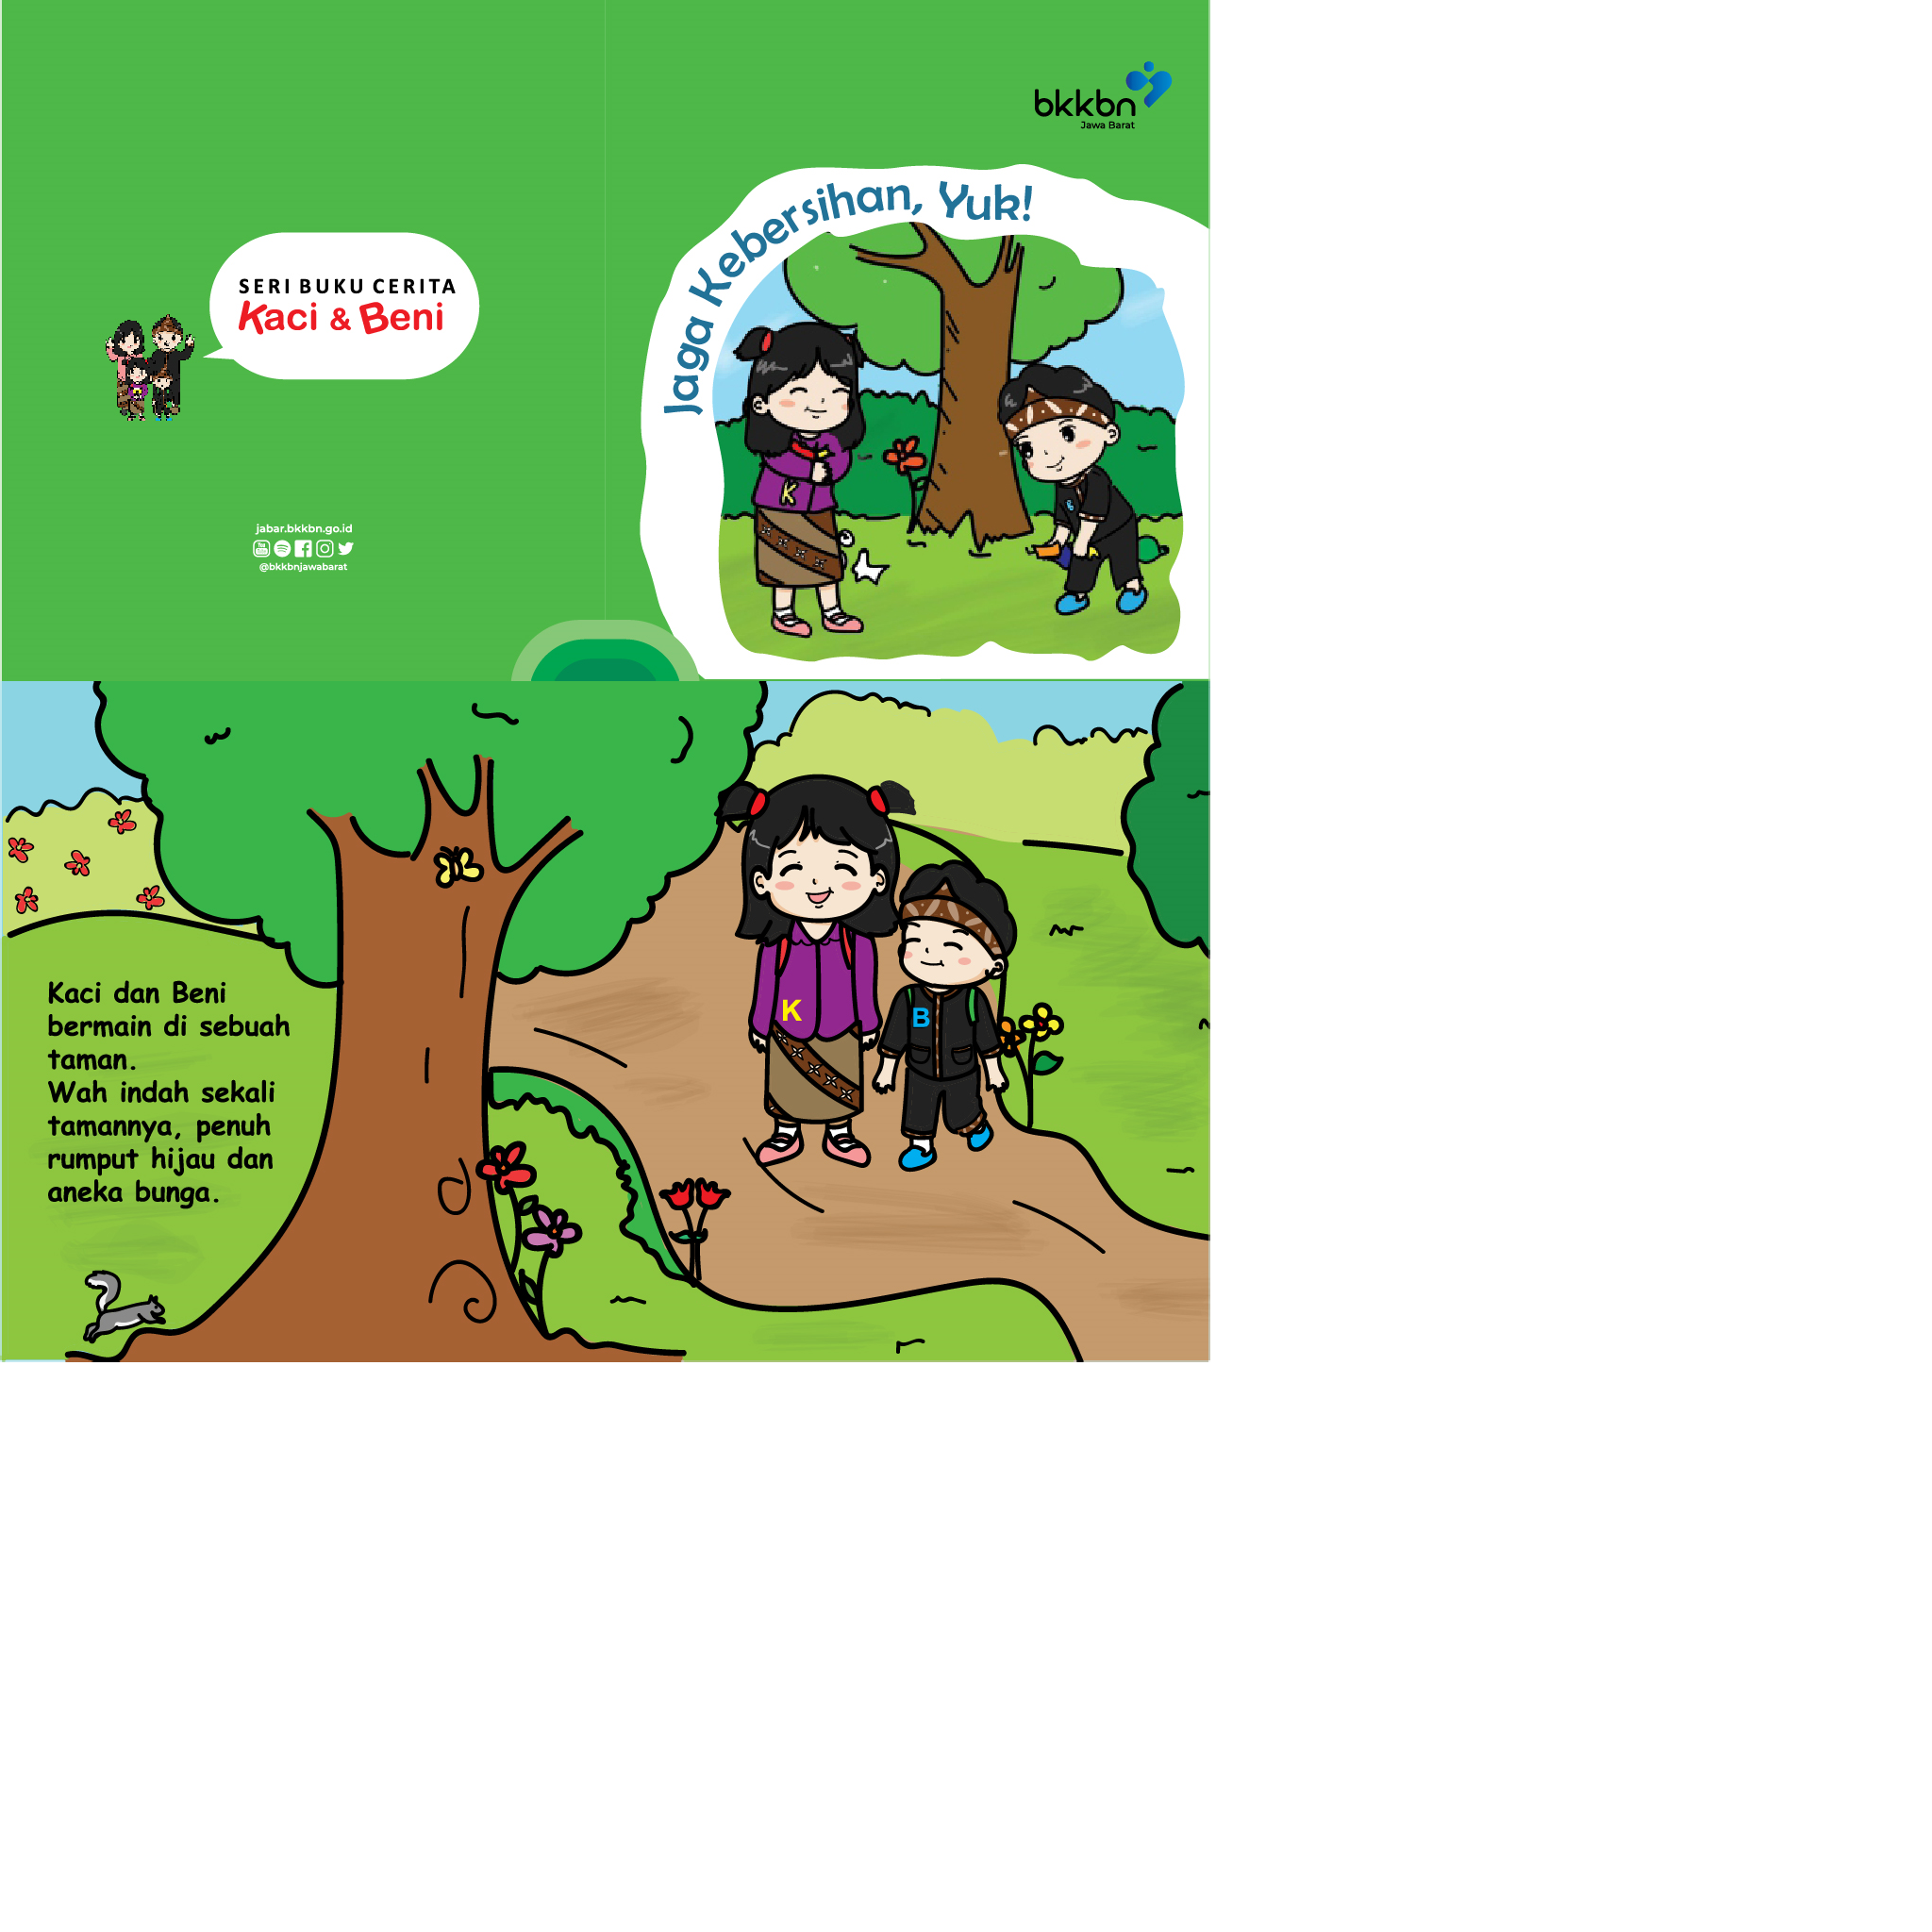 SERI BUKU CERITA
Kaci & Beni
jabar.bkkbn.go.id
@bkkbnjawabarat
bkkbn
Jawa Barat
Jaga Kebersihan, Yuk!
K
Kaci dan Beni
bermain di sebuah
taman.
Wah indah sekali
tamannya, penuh
rumput hijau dan
aneka bunga.
K
B